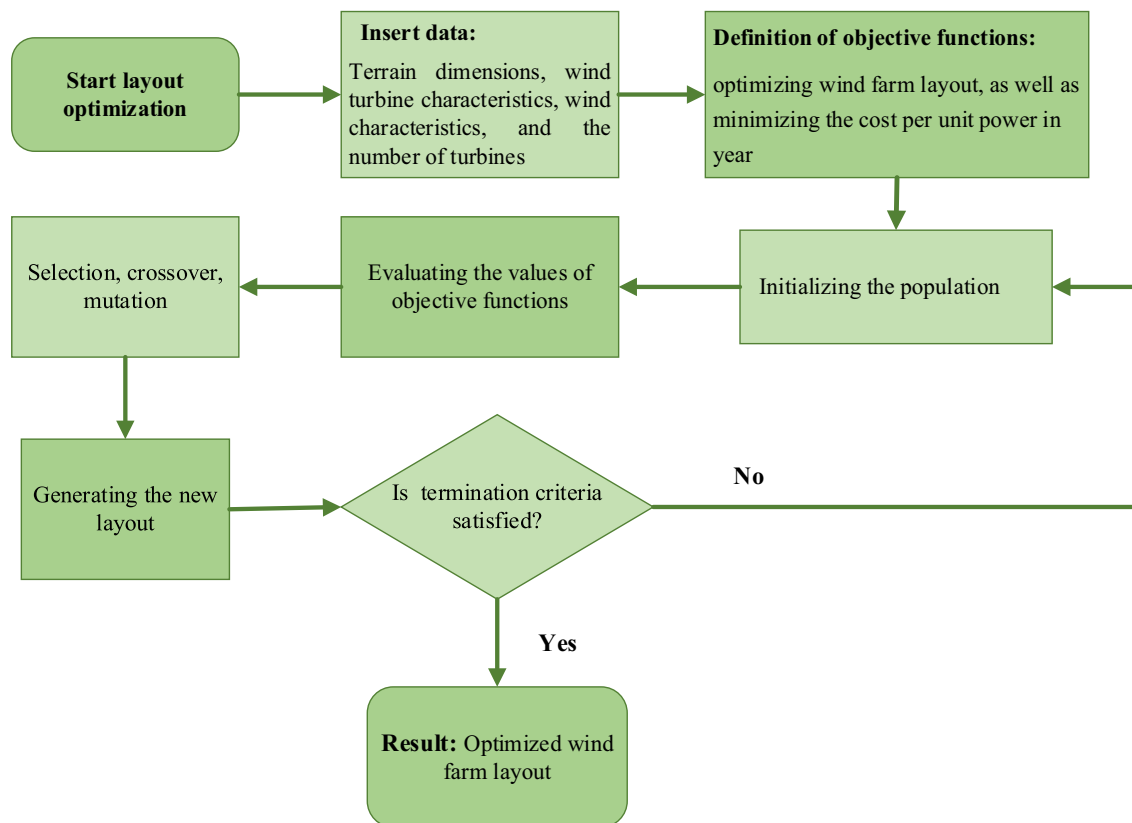 Start layout
optimization
Insert data:
Terrain dimensions, wind
turbine characteristics, wind
characteristics, and the
number of turbines
Definition of objective functions:
optimizing wind farm layout, as well as
minimizing the cost per unit power in
year
Initializing the population
Evaluating the values of
objective functions
Selection, crossover,
mutation
Generating the new
layout
Is termination criteria
satisfied?
No
Yes
Result: Optimized wind
farm layout